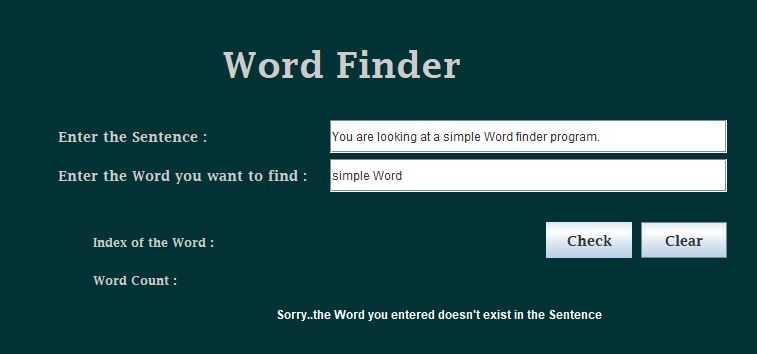 Word Finder
Enter the Sentence : You are looking at a simple Word finder program.
Enter the Word you want to find : simple Word
Index of the Word : Check Clear
Word Count :
Sorry..the Word you entered doesn't exist in the Sentence